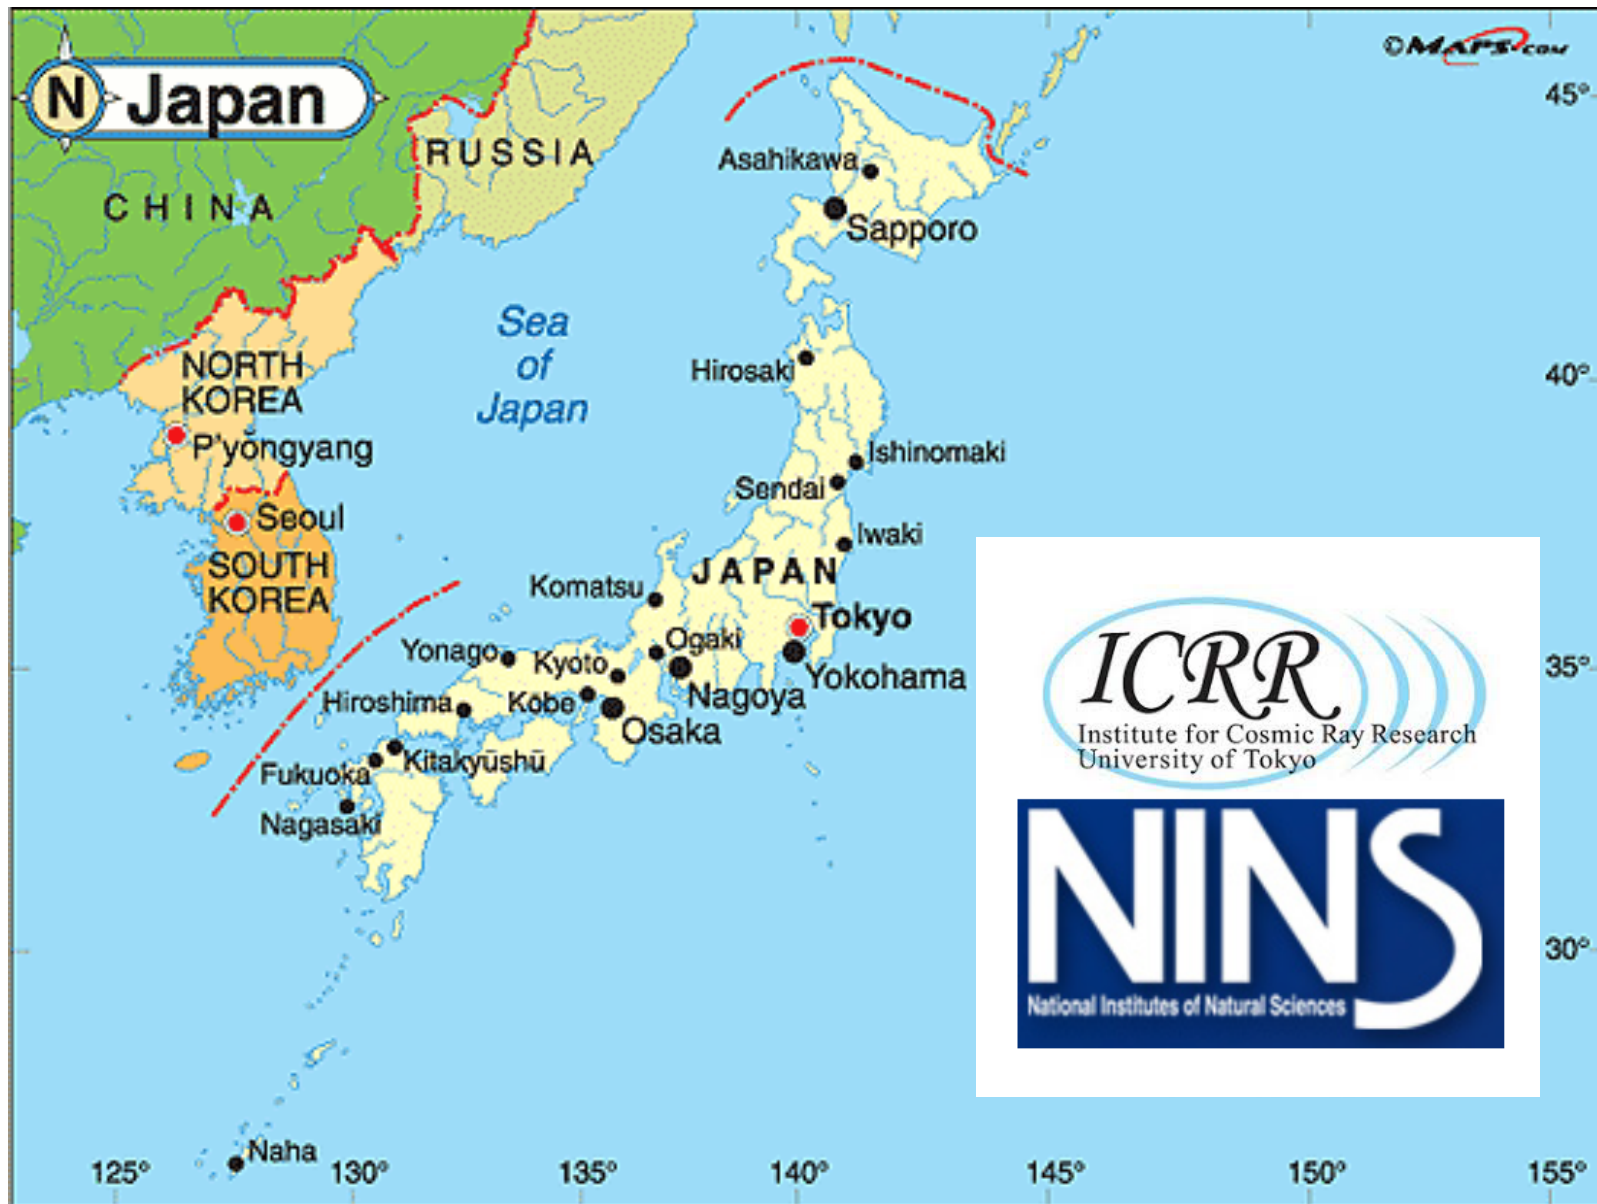 ©MAPS.COM
N Japan
45°
RUSSIA
Asahikawa
CHINA
Sapporo
Sea
of
Japan
NORTH
KOREA
Hirosaki
40°
P'yŏngyang
Ishinomaki
Sendai
Seoul
Iwaki
SOUTH
KOREA
JAPAN
Komatsu
Tokyo
Ogaki
Yonago
Kyoto
35°
Yokohama
Hiroshima
Kobe
Nagoya
Osaka
Kitakyūshū
Fukuoka
Nagasaki
ICRR
Institute for Cosmic Ray Research
University of Tokyo
NINS
National Institutes of Natural Sciences
30°
Naha
125°
130°
135°
140°
145°
150°
155°